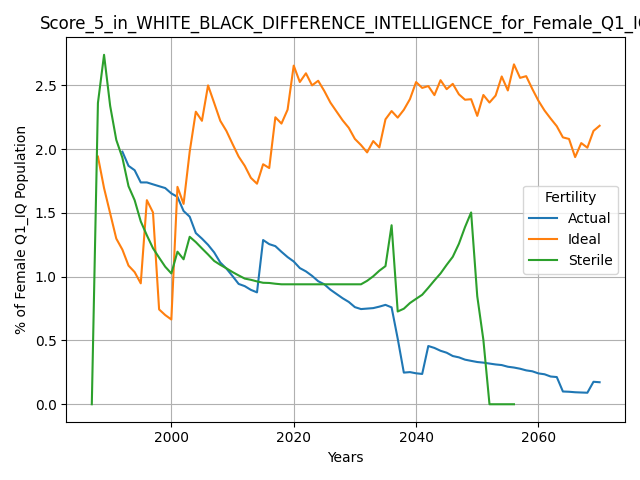 Score_5_in_WHITE_BLACK_DIFFERENCE_INTELLIGENCE_for_Female_Q1_IQ
% of Female Q1_IQ Population
2.5
2.0
1.5
1.0
0.5
0.0
Fertility
Actual
Ideal
Sterile
2000
2020
2040
2060
Years